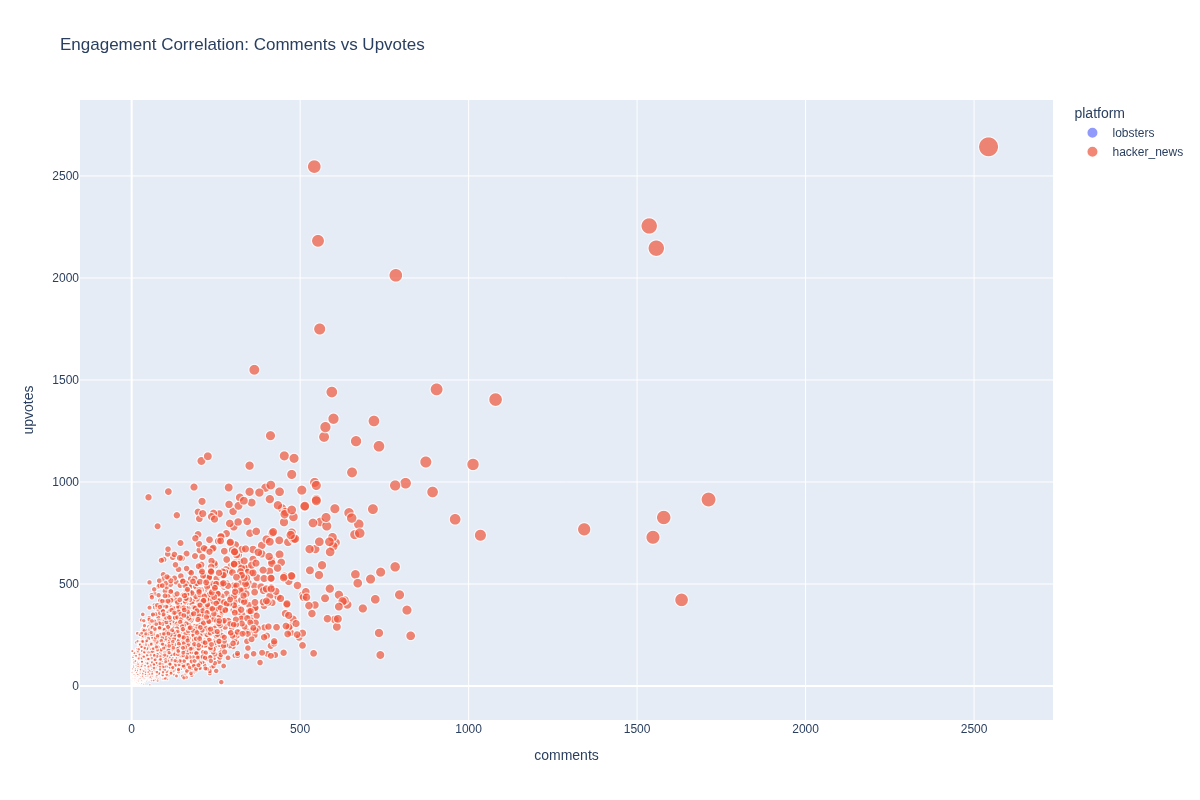 Engagement Correlation: Comments vs Upvotes
platform
lobsters
hacker_news
upvotes
2500
2000
1500
1000
500
0
0 500 1000 1500 2000 2500
comments